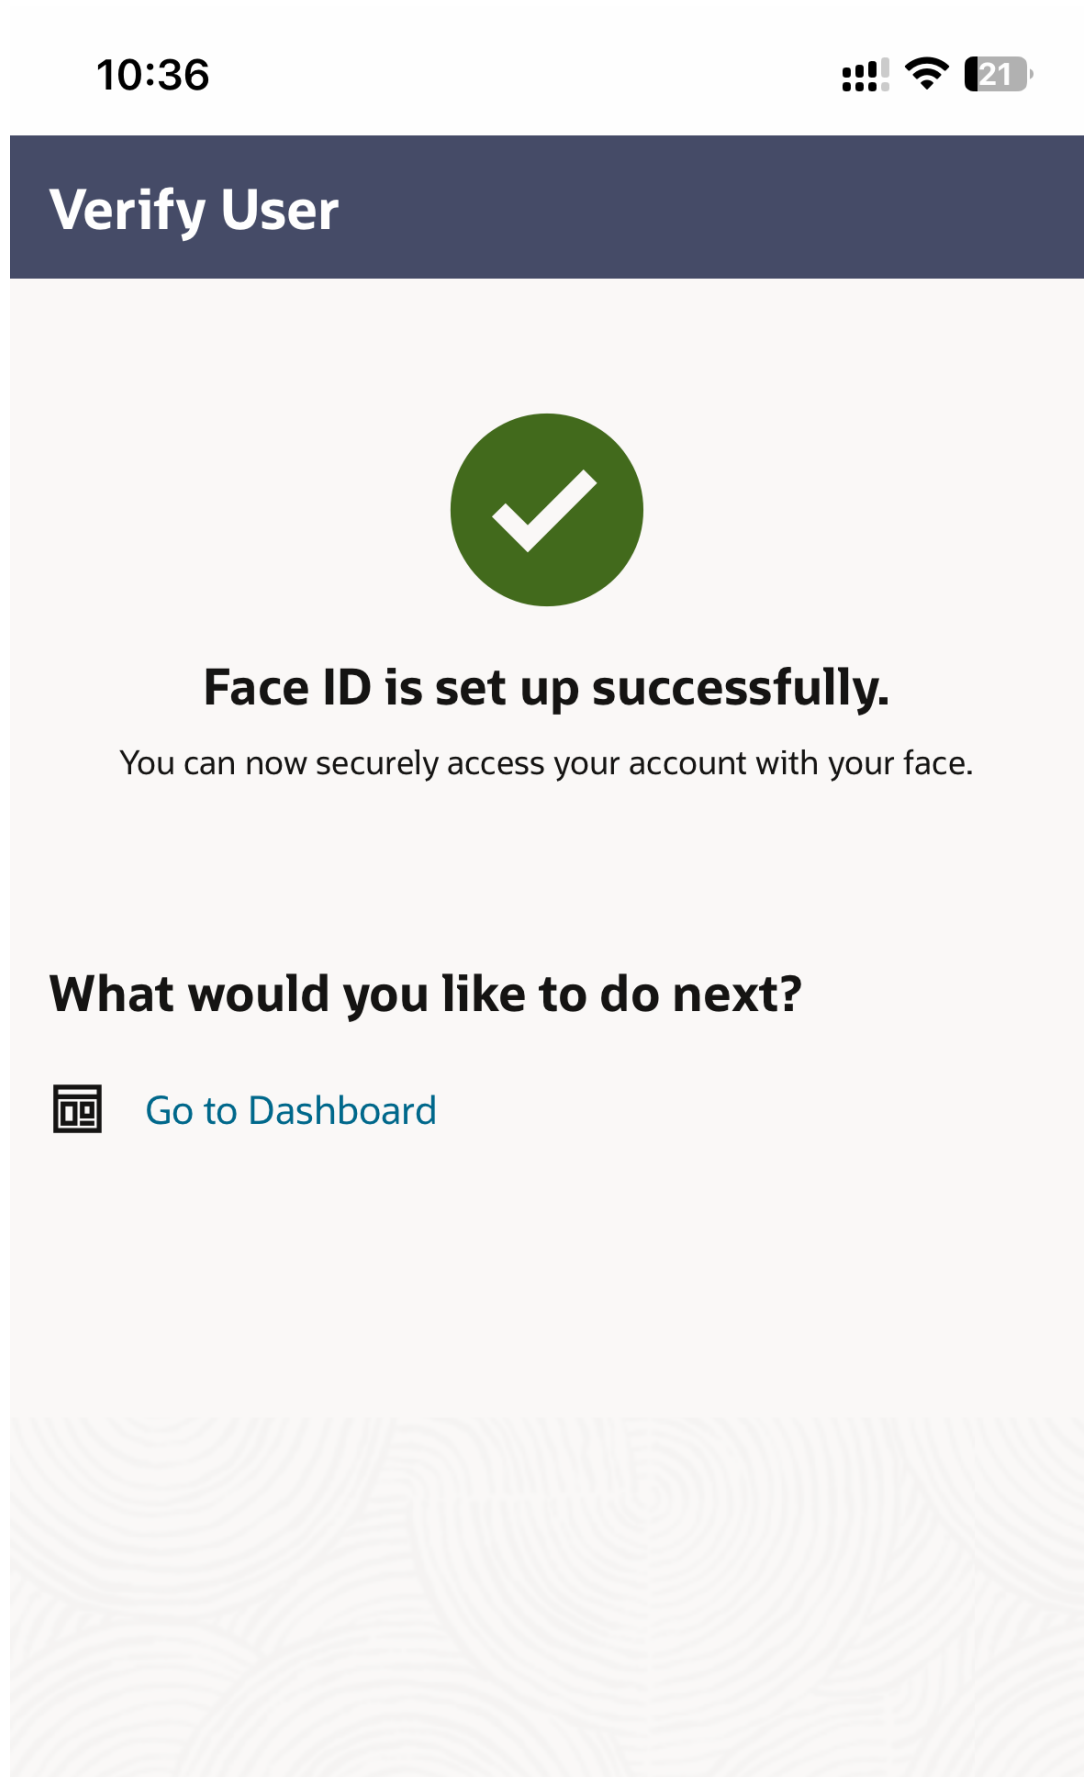 10:36
21
Verify User
Face ID is set up successfully.
You can now securely access your account with your face.
What would you like to do next?
Go to Dashboard